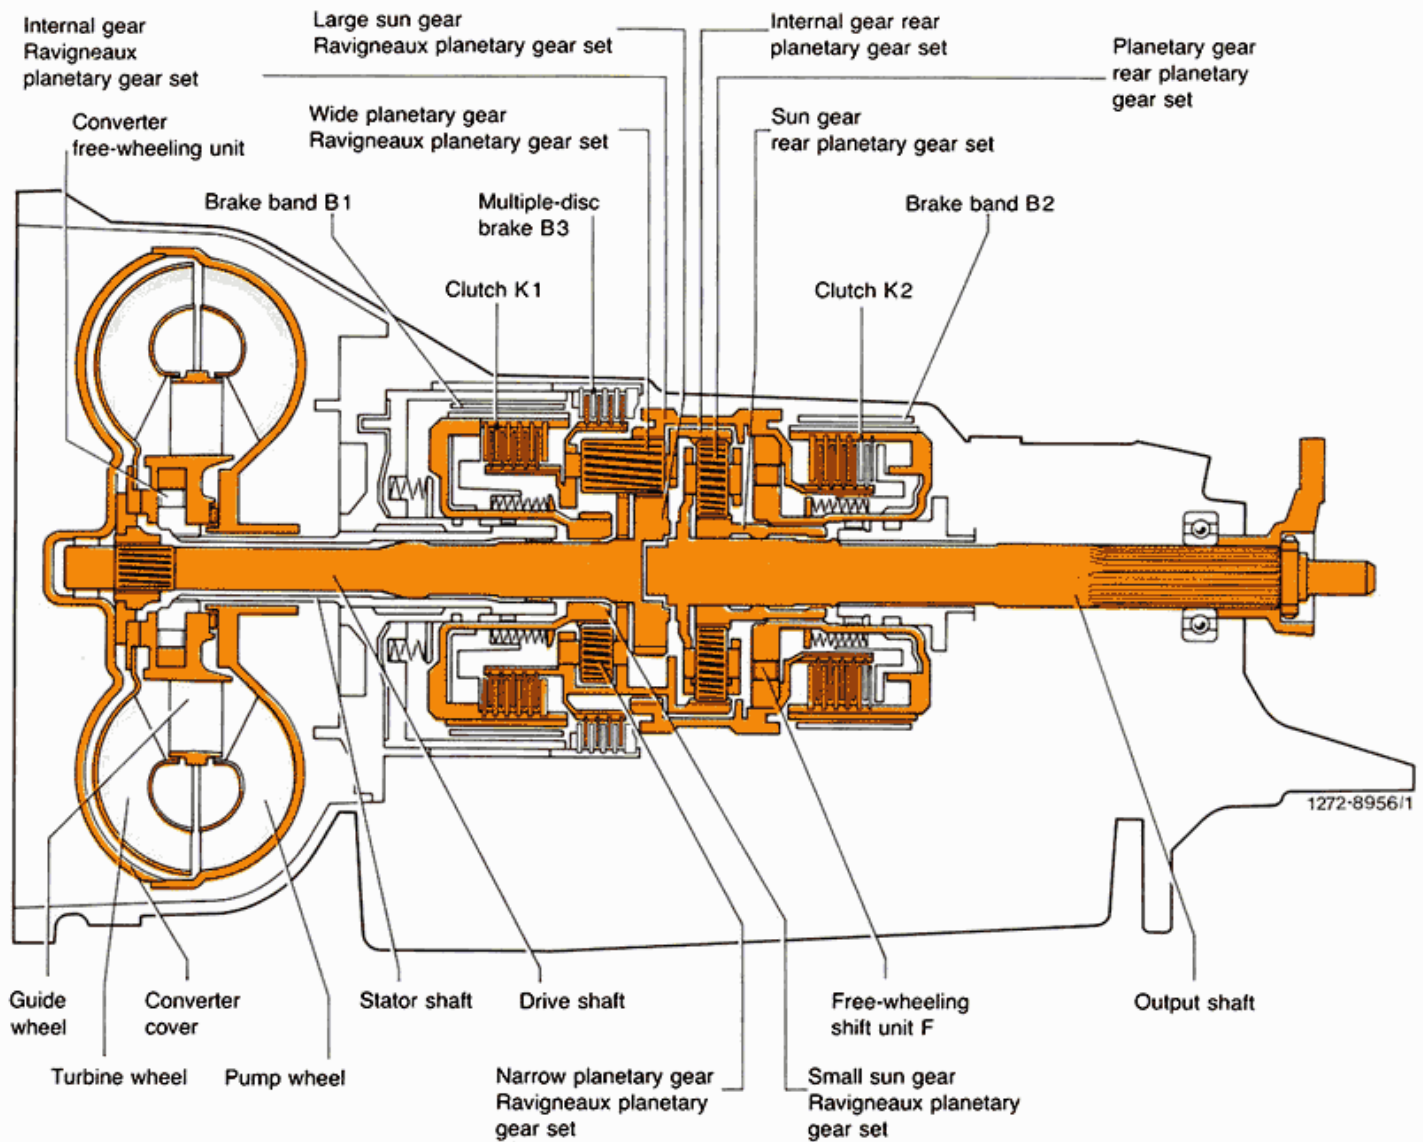 Internal gear
Ravigneaux
planetary gear set
Large sun gear
Ravigneaux planetary gear set
Internal gear rear
planetary gear set
Planetary gear
rear planetary
gear set
Converter
free-wheeling unit
Wide planetary gear
Ravigneaux planetary gear set
Sun gear
rear planetary gear set
Brake band B1
Multiple-disc
brake B3
Brake band B2
Clutch K1
Clutch K2
1272-8956/1
Guide
wheel
Converter
cover
Stator shaft
Drive shaft
Free-wheeling
shift unit F
Output shaft
Turbine wheel
Pump wheel
Narrow planetary gear
Ravigneaux planetary
gear set
Small sun gear
Ravigneaux planetary
gear set